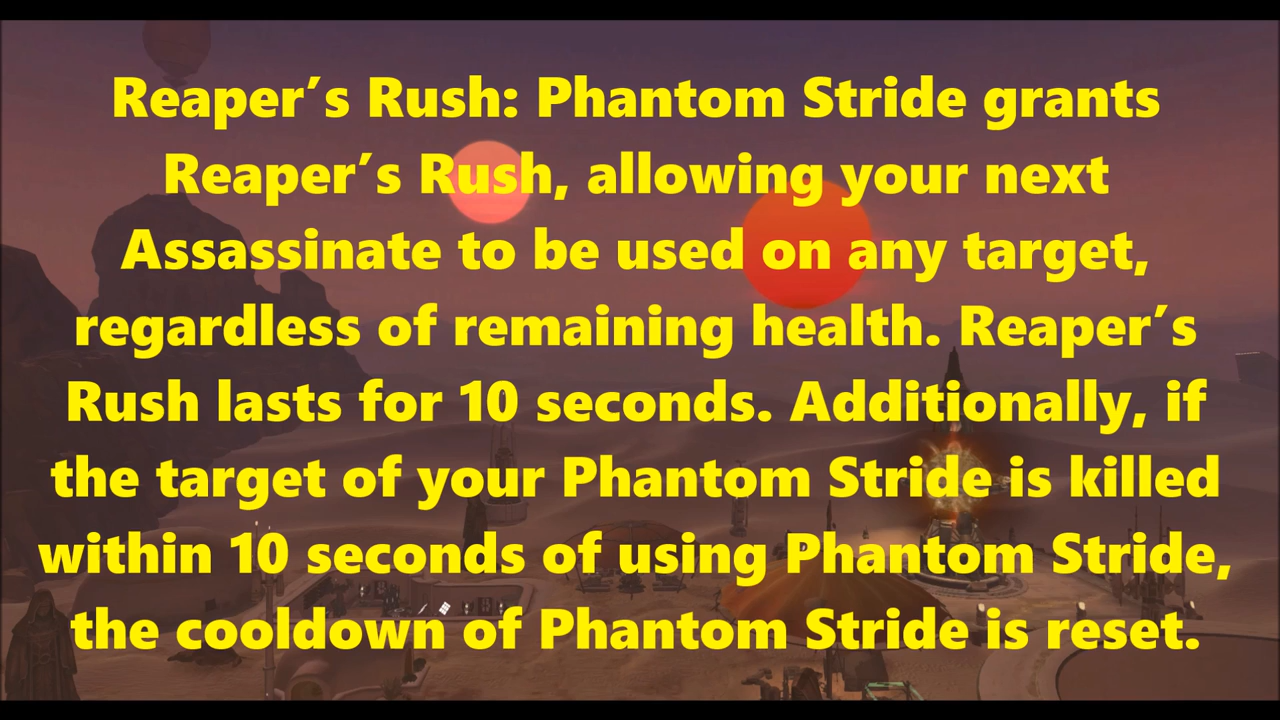 Reaper's Rush: Phantom Stride grants
Reaper's Rush, allowing your next
Assassinate to be used on any target,
regardless of remaining health. Reaper's
Rush lasts for 10 seconds. Additionally, if
the target of your Phantom Stride is killed
within 10 seconds of using Phantom Stride,
the cooldown of Phantom Stride is reset.